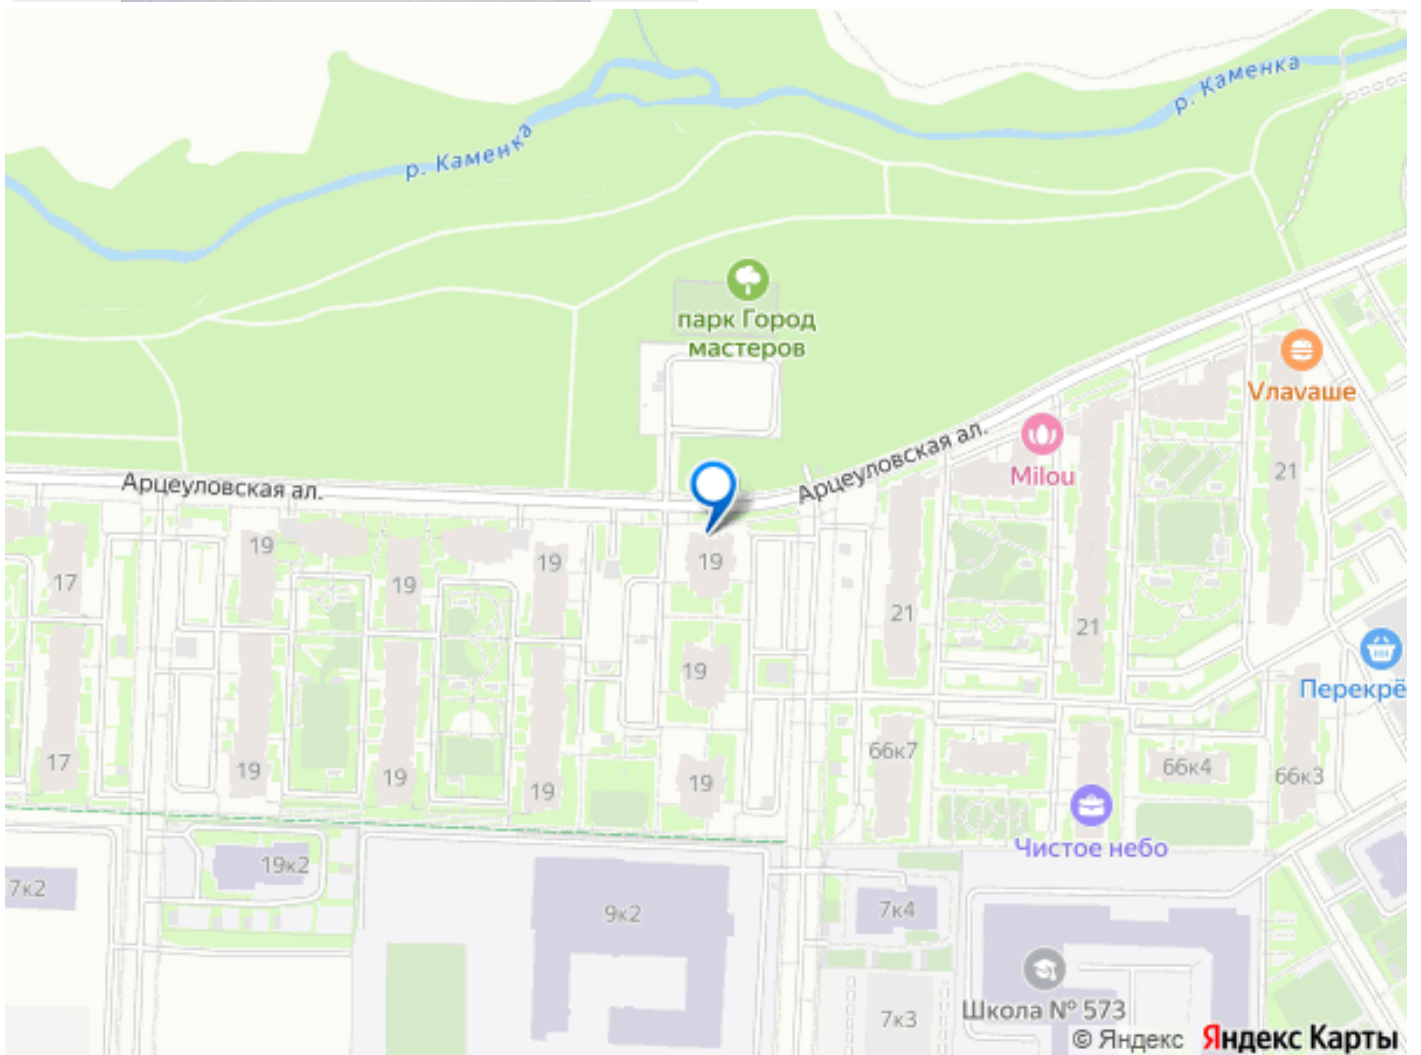 р. Каменка
р. Каменка
парк Город
мастеров
Vлаvаше
Арцеуловская ал.
Milou
Арцеуловская ал.
21
19
19
19
19
17
21
21
19
Перекрё
66к7
66к4
66к3
17
19
19
19
19
Чистое небо
19к2
7к2
9к2
7к4
Школа № 573
7к3
© Яндекс Яндекс Карты